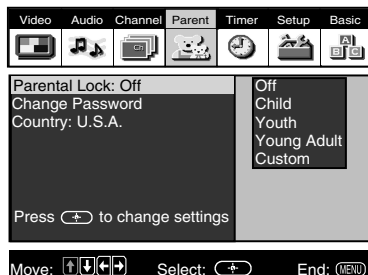 Video Audio Channel Parent Timer Setup Basic
Ch
A
B C
Parental Lock: Off
Change Password
Country: U.S.A.
Press to change settings
Off
Child
Youth
Young Adult
Custom
Move: Select: End: MENU